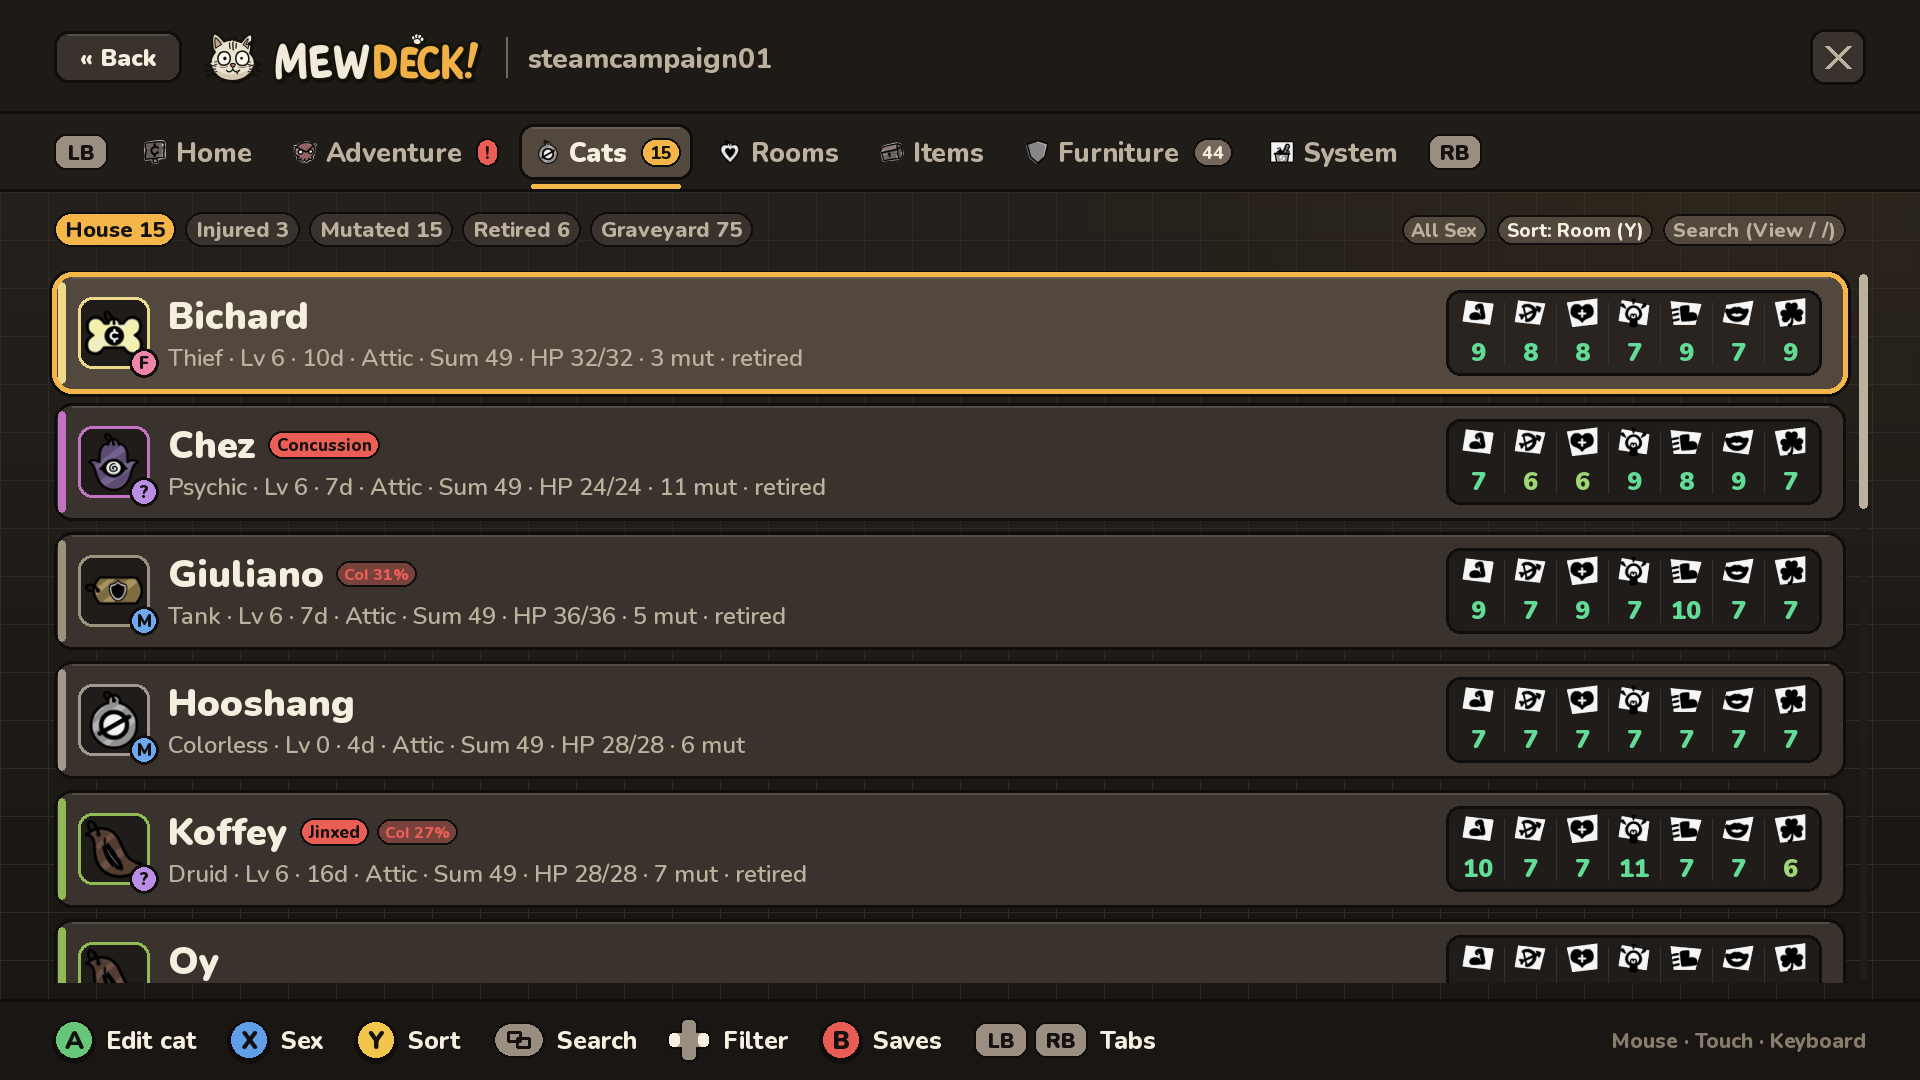 « Back MEWDECK! steamcampaign01
LB Home Adventure ! Cats 15 Rooms Items Furniture 44 System RB
House 15 Injured 3 Mutated 15 Retired 6 Graveyard 75 All Sex Sort: Room (Y) Search (View / /)
Bichard
F Thief · Lv 6 · 10d · Attic · Sum 49 · HP 32/32 · 3 mut · retired
9 8 8 7 9 7 9
Chez Concussion
? Psychic · Lv 6 · 7d · Attic · Sum 49 · HP 24/24 · 11 mut · retired
7 6 6 9 8 9 7
Giuliano Col 31%
M Tank · Lv 6 · 7d · Attic · Sum 49 · HP 36/36 · 5 mut · retired
9 7 9 7 10 7 7
Hooshang
M Colorless · Lv 0 · 4d · Attic · Sum 49 · HP 28/28 · 6 mut
7 7 7 7 7 7 7
Koffey Jinxed Col 27%
? Druid · Lv 6 · 16d · Attic · Sum 49 · HP 28/28 · 7 mut · retired
10 7 7 11 7 7 6
Oy
A Edit cat X Sex Y Sort Search Filter B Saves LB RB Tabs Mouse · Touch · Keyboard